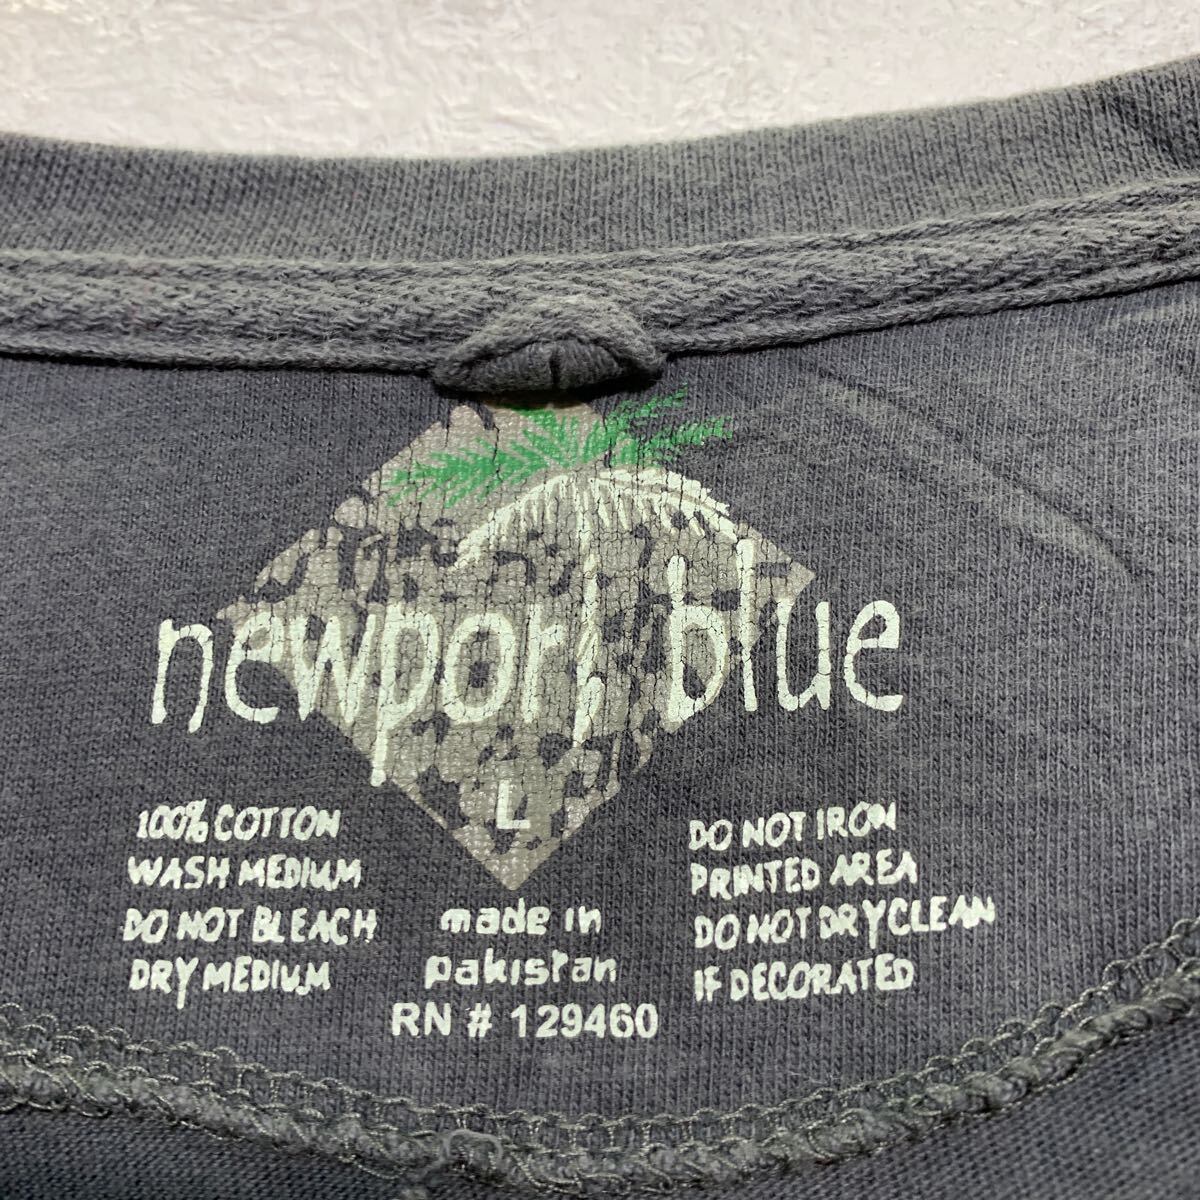 newport blue
L
100% COTTON
WASH MEDIUM
DO NOT BLEACH
DRY MEDIUM
made in
pakistan
RN # 129460
DO NOT IRON
PRINTED AREA
DO NOT DRYCLEAN
IF DECORATED